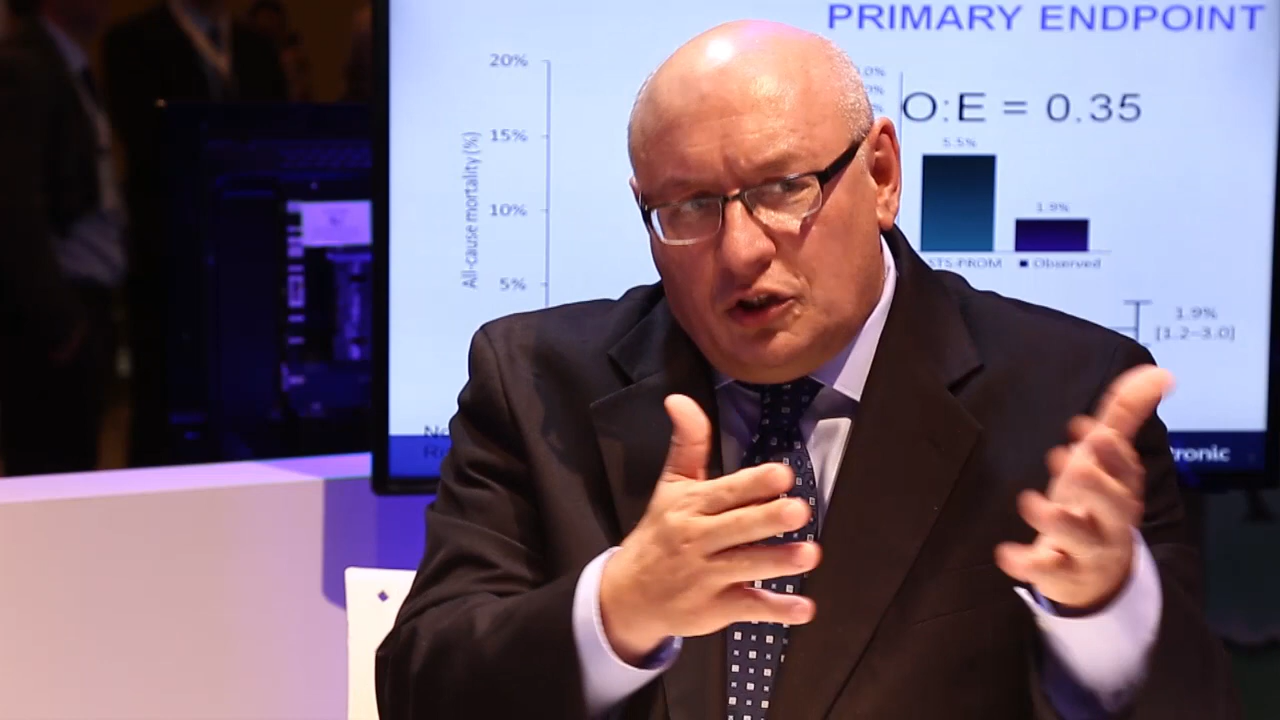 PRIMARY ENDPOINT
20%
15%
10%
5%
All-cause mortality (%)
O:E = 0.35
5.5%
1.9%
STS-PROM
Observed
1.9%
[1.2–3.0]
tronic